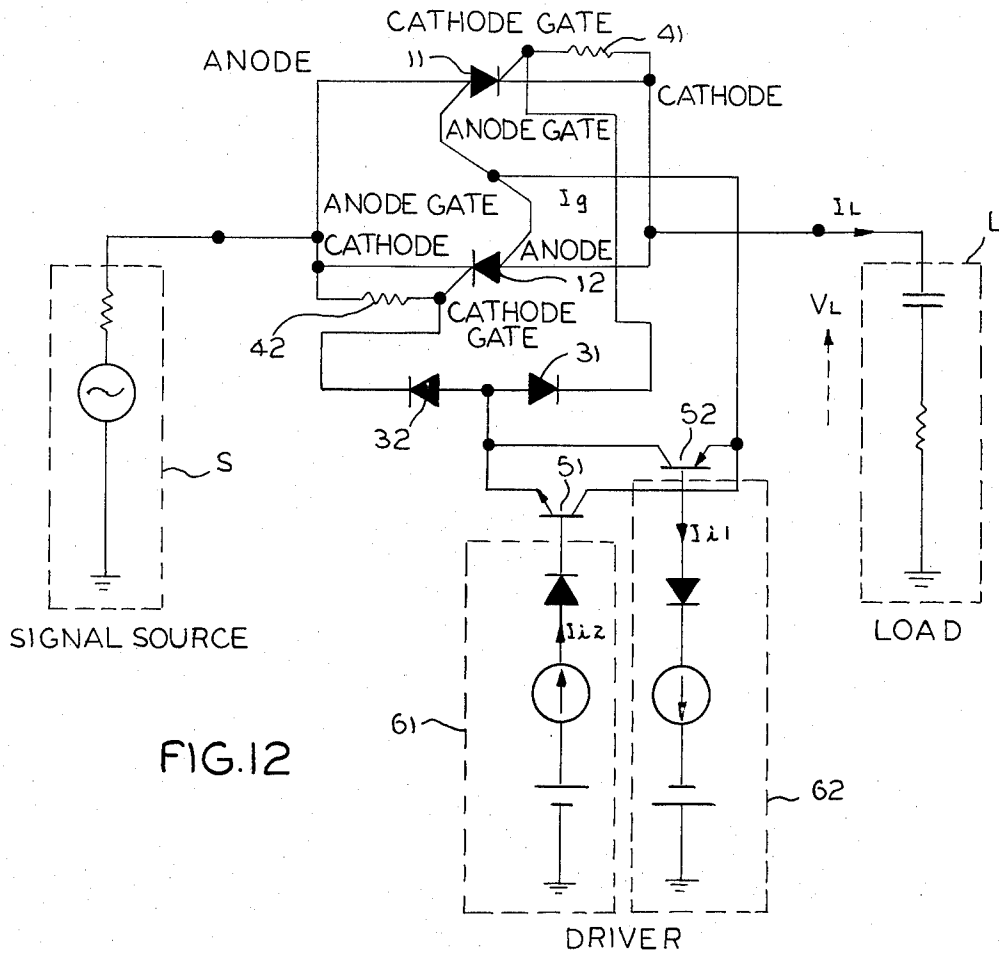 CATHODE GATE
41
11
ANODE
CATHODE
ANODE GATE
Ig
ANODE GATE
CATHODE
ANODE
12
IL
L
CATHODE
GATE
42
VL
31
32
52
S
51
Ii1
SIGNAL SOURCE
LOAD
Ii2
61
FIG.12
62
DRIVER